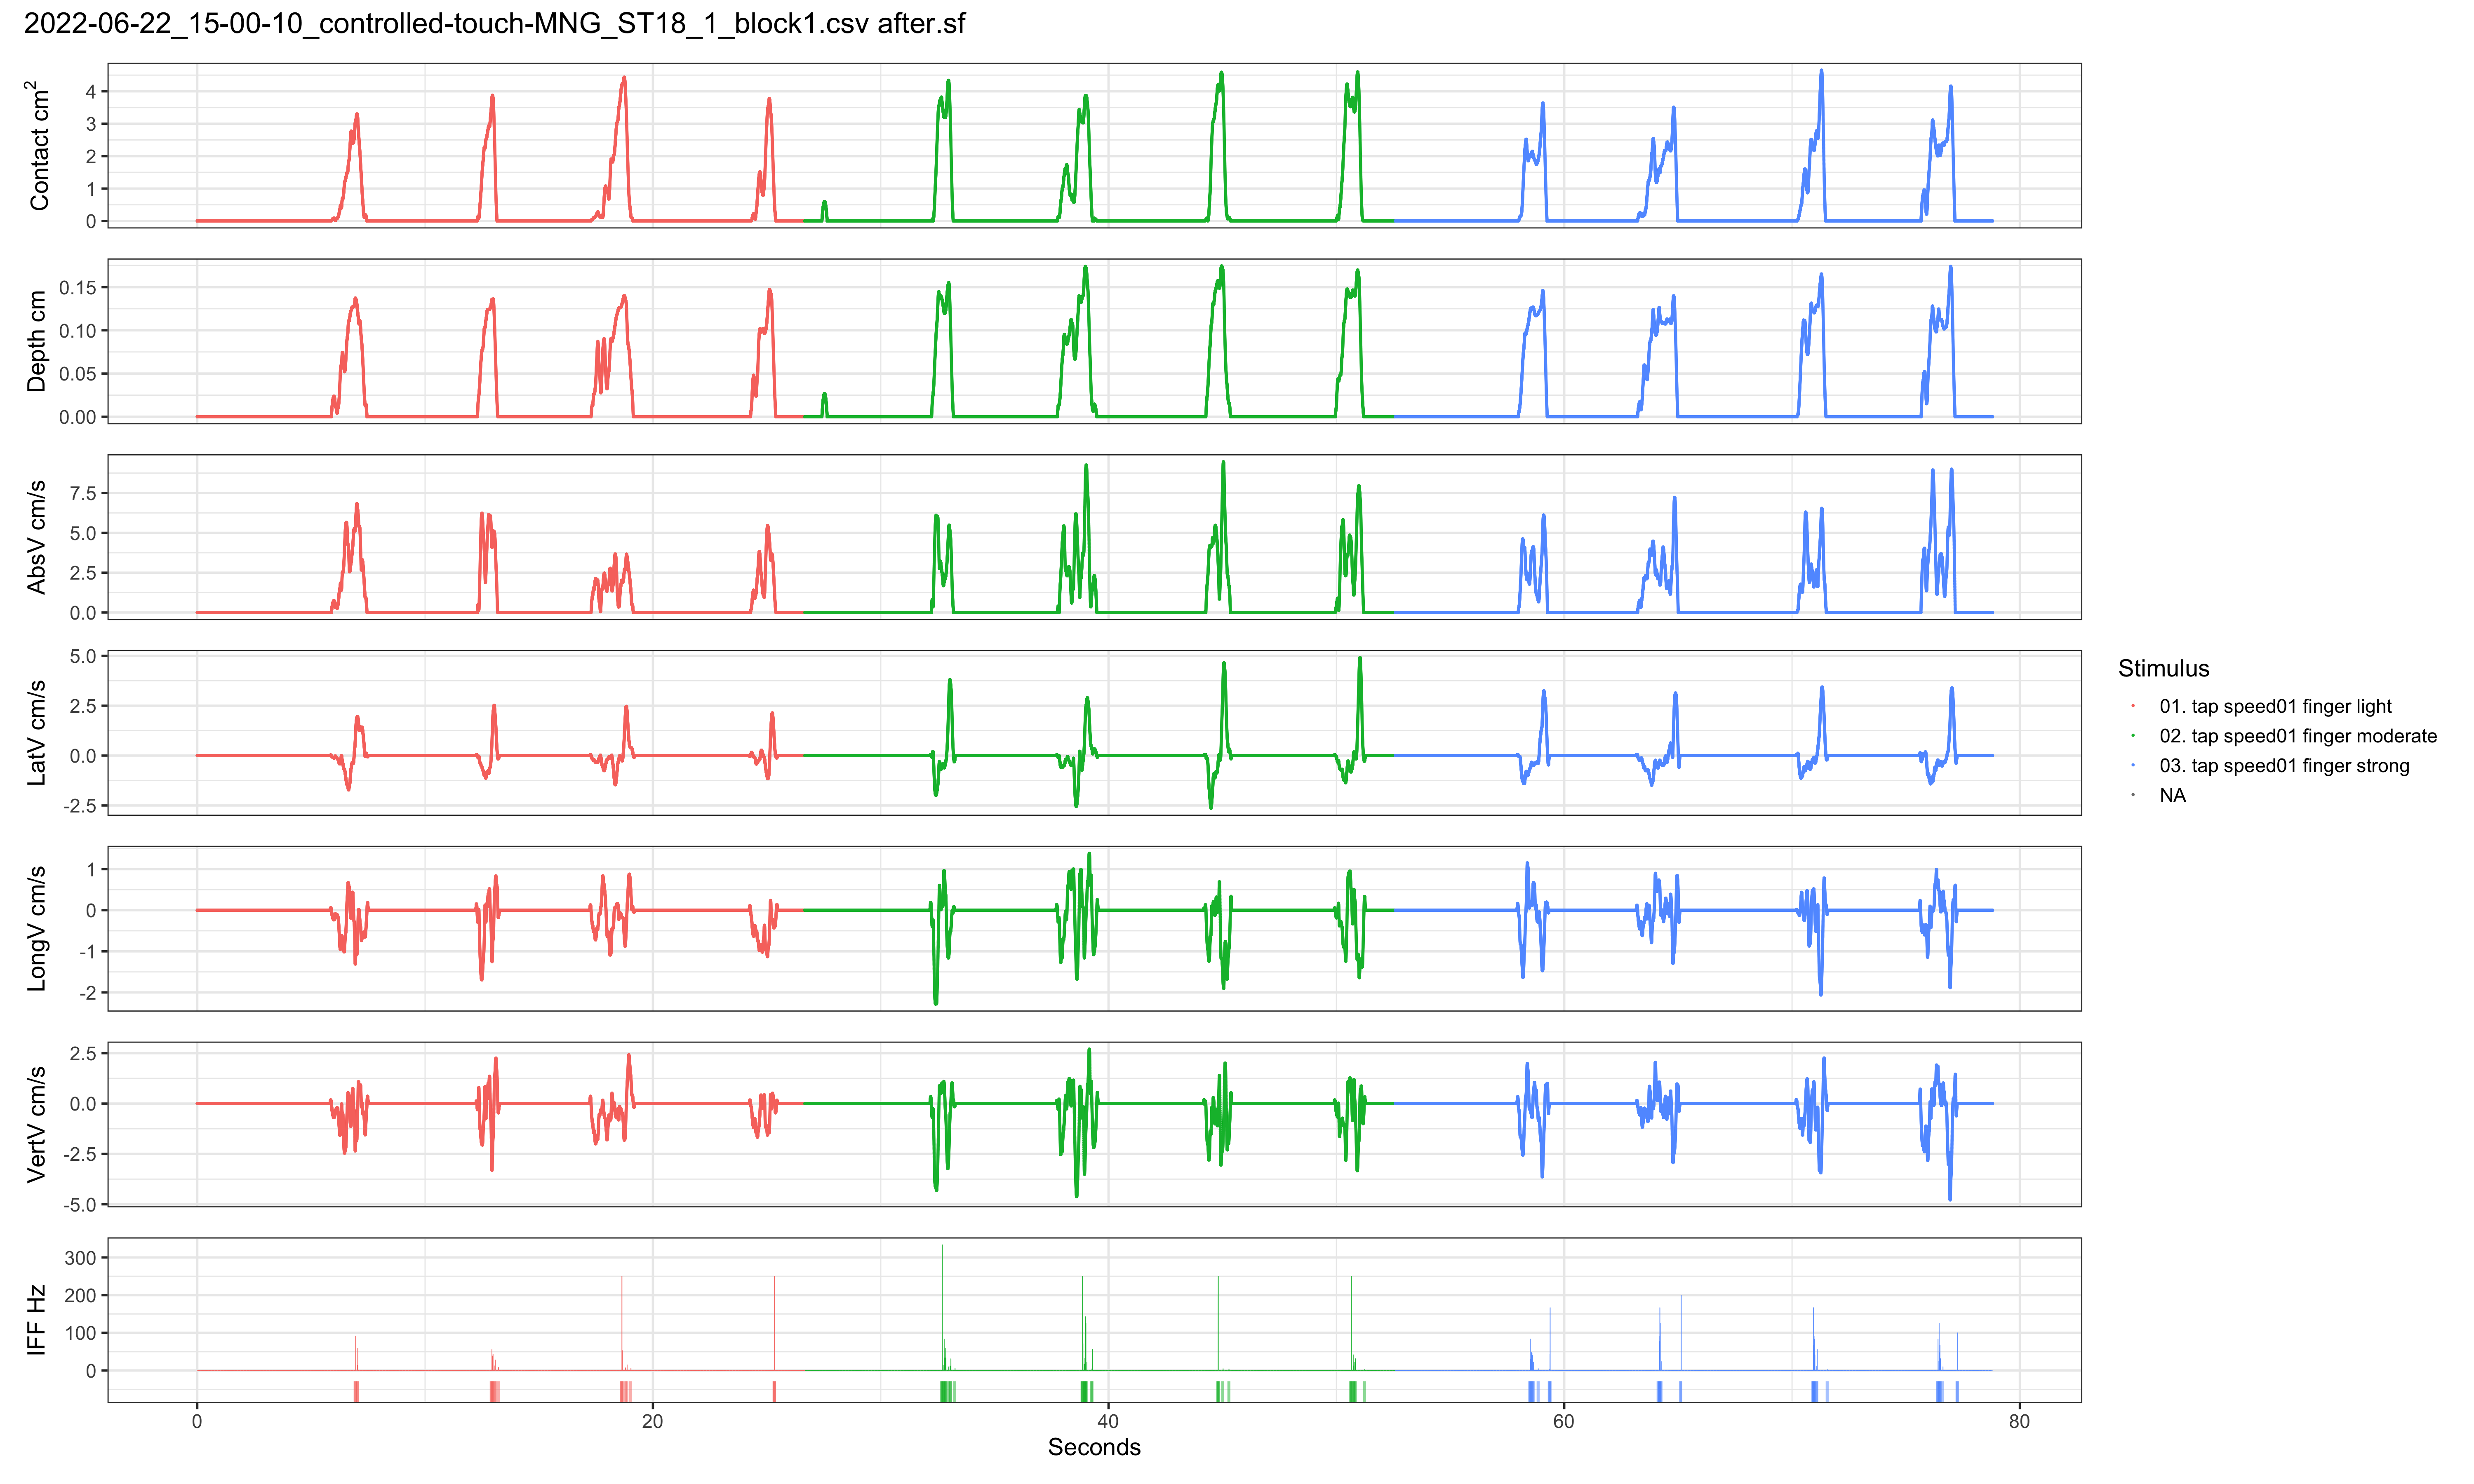 2022-06-22_15-00-10_controlled-touch-MNG_ST18_1_block1.csv after.sf
Contact cm²
4
3
2
1
0
Depth cm
0.15
0.10
0.05
0.00
AbsV cm/s
7.5
5.0
2.5
0.0
LatV cm/s
5.0
2.5
0.0
-2.5
LongV cm/s
1
0
-1
-2
VertV cm/s
2.5
0.0
-2.5
-5.0
IFF Hz
300
200
100
0
0 20 40 60 80
Seconds
Stimulus
01. tap speed01 finger light
02. tap speed01 finger moderate
03. tap speed01 finger strong
NA